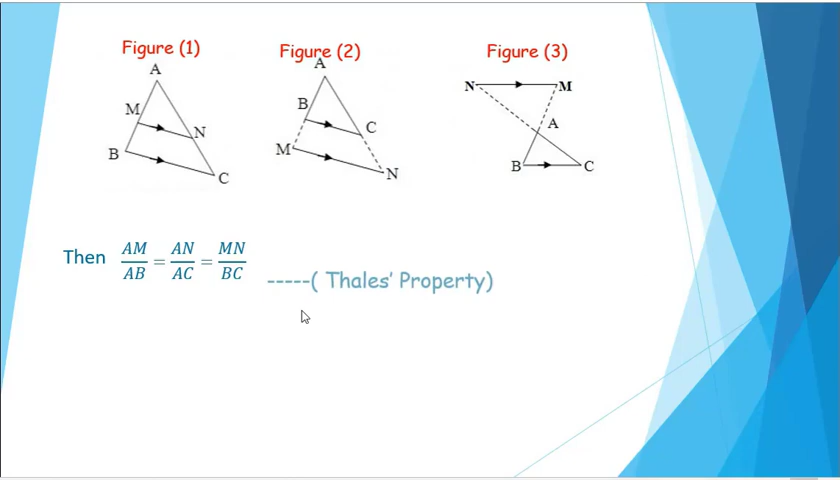 Figure (1) Figure (2) Figure (3)
A A N M
M B A
N C
B M B C
C N
Then AM/AB = AN/AC = MN/BC
-----( Thales' Property)